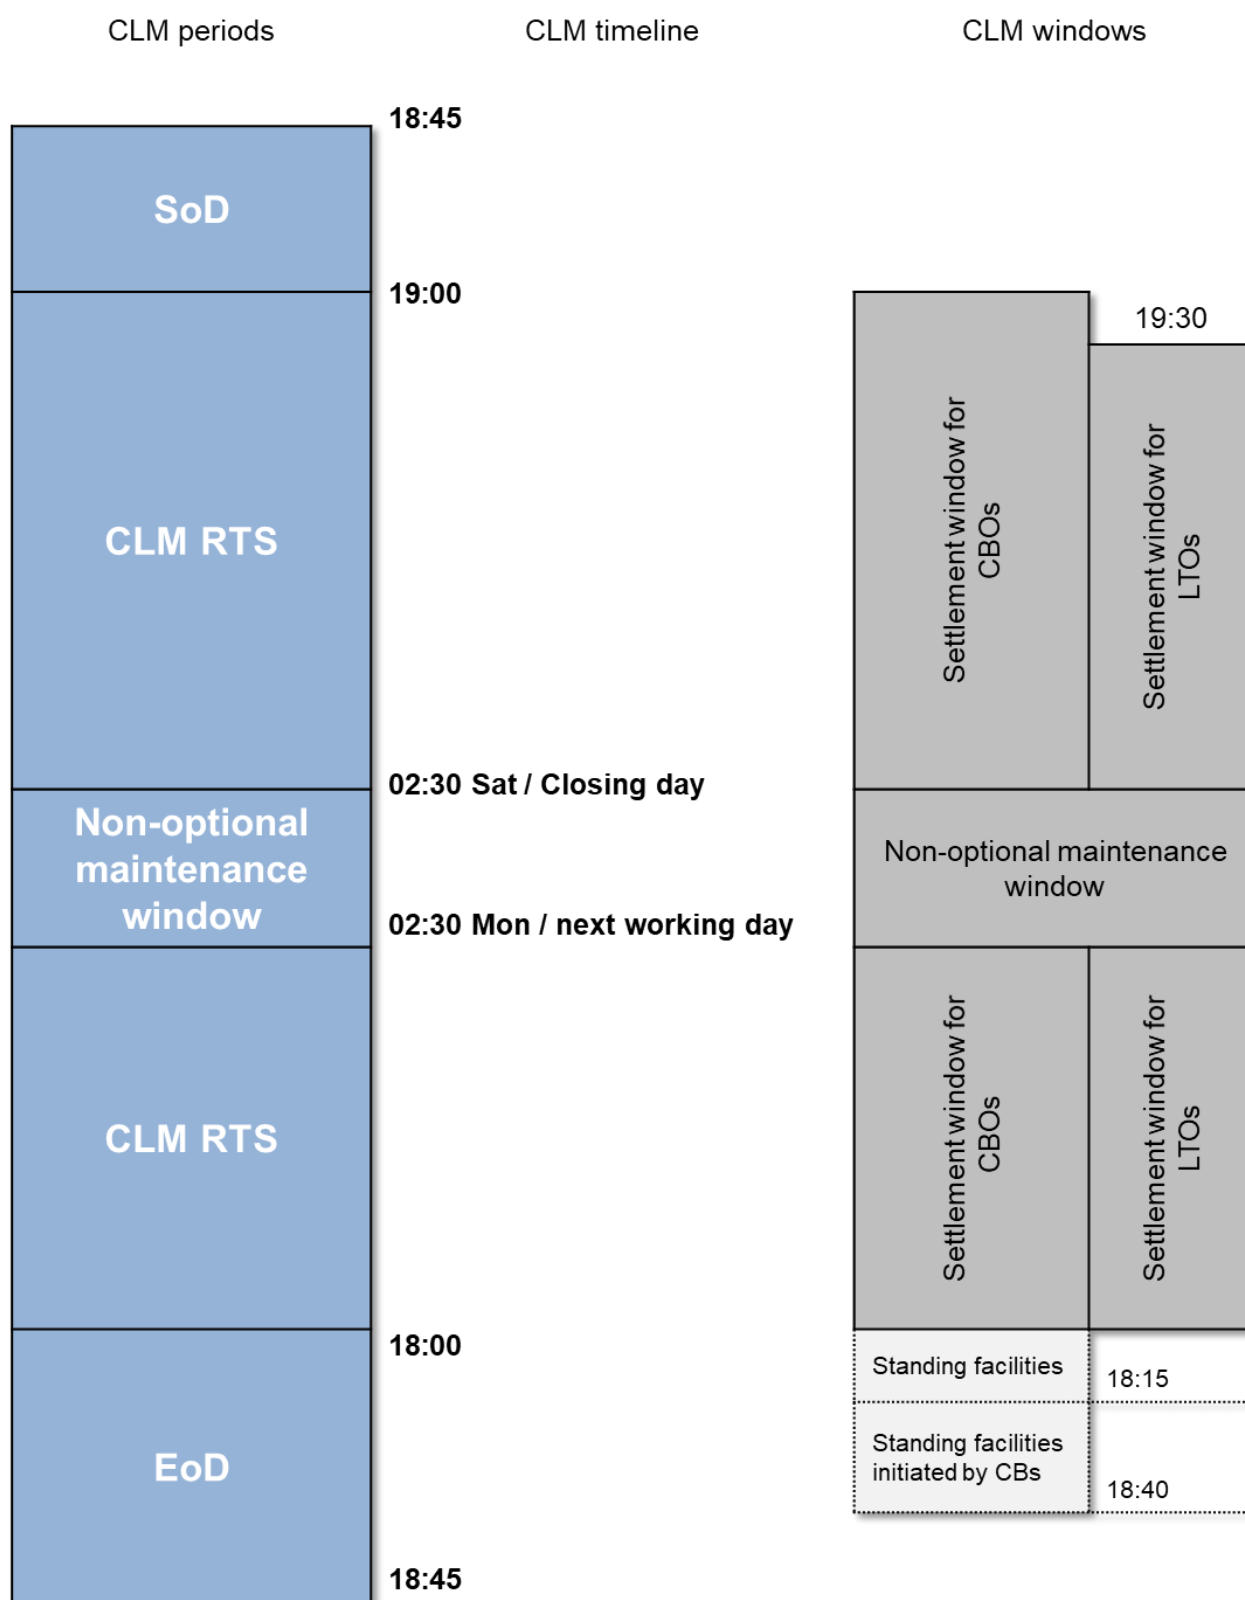 CLM periods
CLM timeline
CLM windows
18:45
SoD
19:00
19:30
CLM RTS
Settlement window for
CBOs
Settlement window for
LTOs
02:30 Sat / Closing day
Non-optional
maintenance
window
Non-optional maintenance
window
02:30 Mon / next working day
CLM RTS
Settlement window for
CBOs
Settlement window for
LTOs
18:00
Standing facilities
18:15
EoD
Standing facilities
initiated by CBs
18:40
18:45